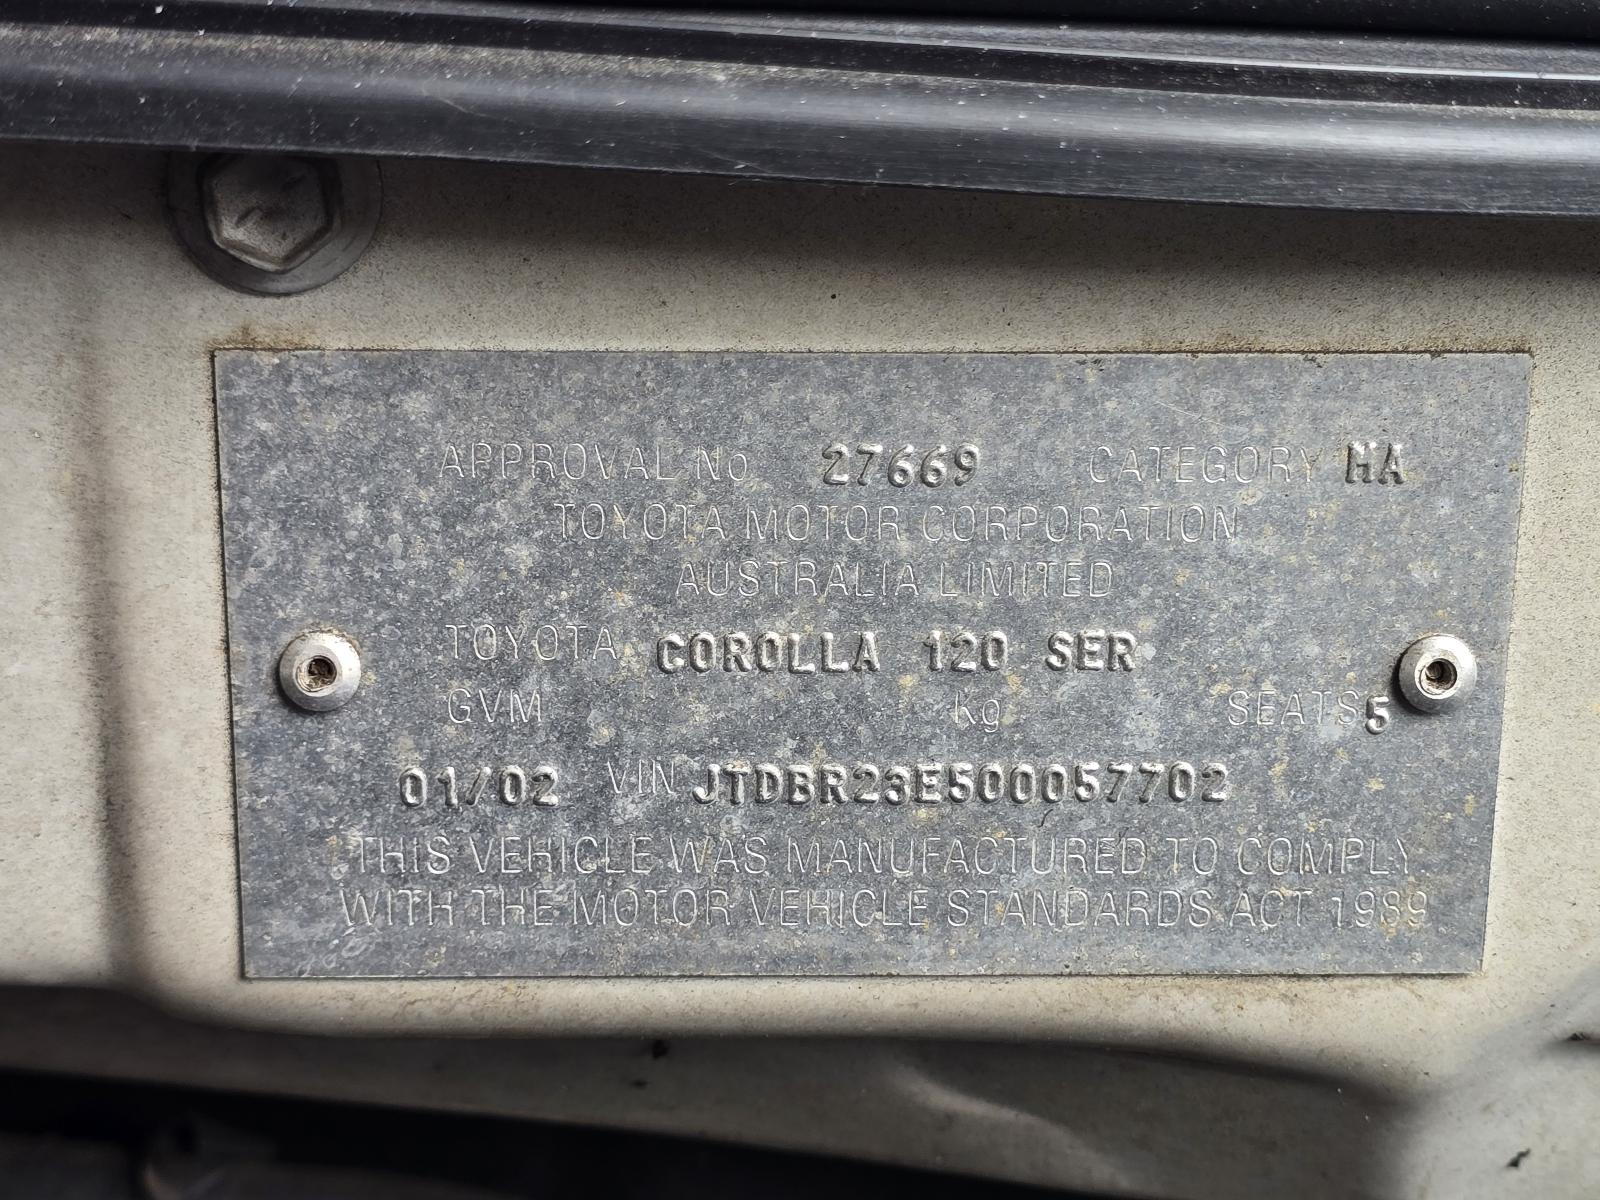 APPROVAL No 27669 CATEGORY MA
TOYOTA MOTOR CORPORATION
AUSTRALIA LIMITED
TOYOTA COROLLA 120 SER
GVM Kg SEATS 5
01/02 VIN JTDBR23E500057702
THIS VEHICLE WAS MANUFACTURED TO COMPLY
WITH THE MOTOR VEHICLE STANDARDS ACT 1989